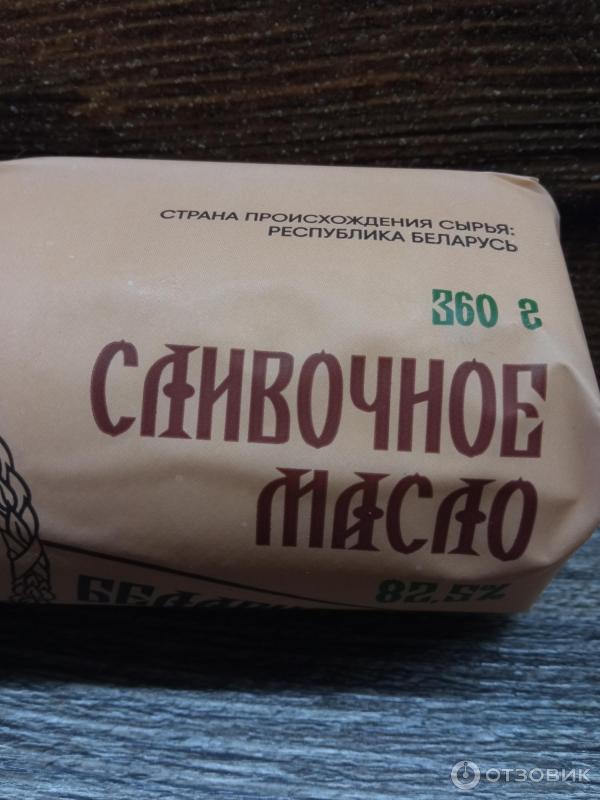 СТРАНА ПРОИСХОЖДЕНИЯ СЫРЬЯ:
РЕСПУБЛИКА БЕЛАРУСЬ
360 г
СЛИВОЧНОЕ
МАСЛО
82,5%
ОТЗОВИК